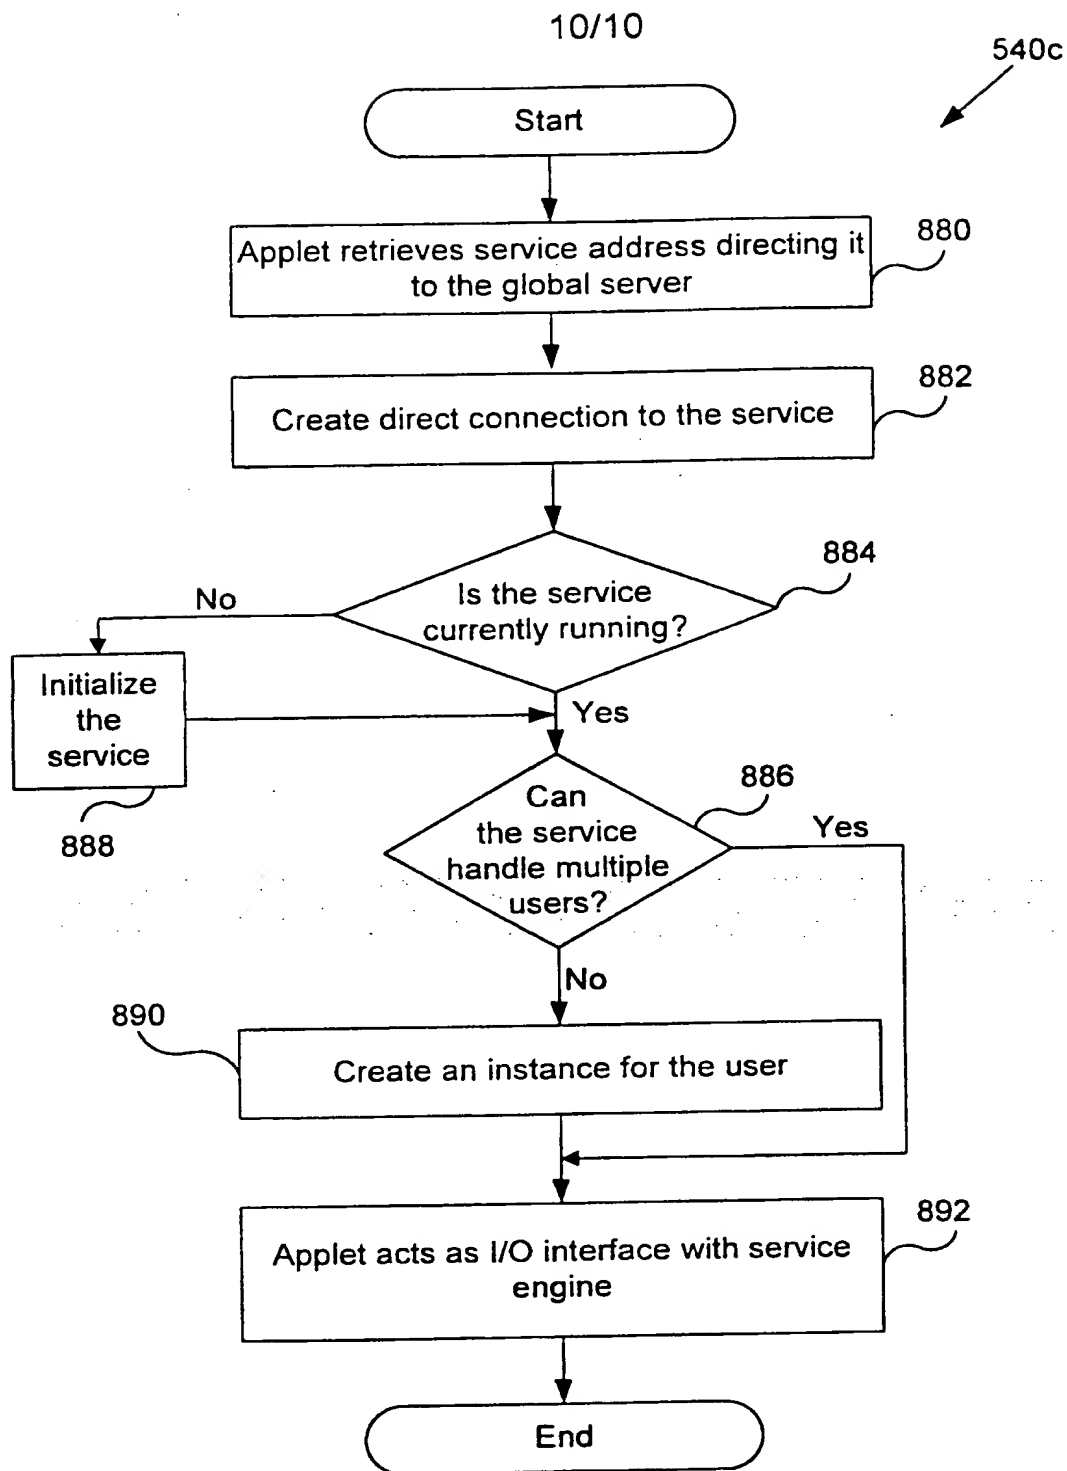 10/10
540c
Start
Applet retrieves service address directing it
to the global server
880
Create direct connection to the service
882
Is the service
currently running?
884
No
Initialize
the
service
888
Yes
Can
the service
handle multiple
users?
886
Yes
No
890
Create an instance for the user
Applet acts as I/O interface with service
engine
892
End